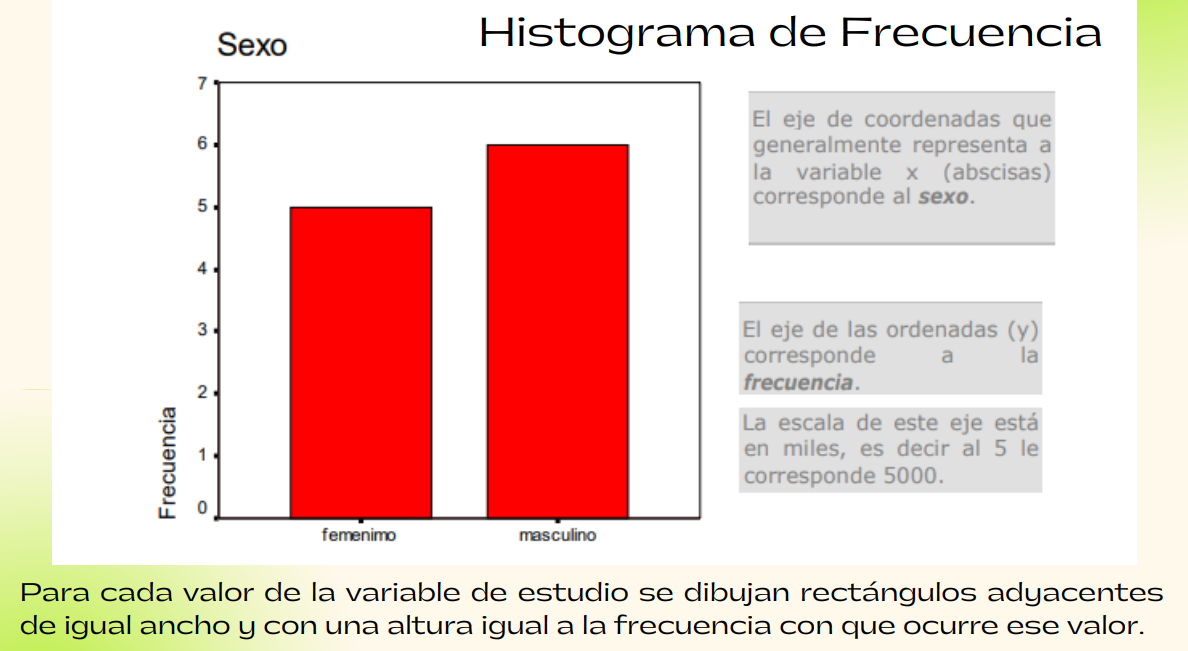 Histograma de Frecuencia
Sexo
7
6
5
4
3
2
1
0
Frecuencia
femenimo
masculino
El eje de coordenadas que
generalmente representa a
la variable x (abscisas)
corresponde al sexo.
El eje de las ordenadas (y)
corresponde a la
frecuencia.
La escala de este eje está
en miles, es decir al 5 le
corresponde 5000.
Para cada valor de la variable de estudio se dibujan rectángulos adyacentes
de igual ancho y con una altura igual a la frecuencia con que ocurre ese valor.